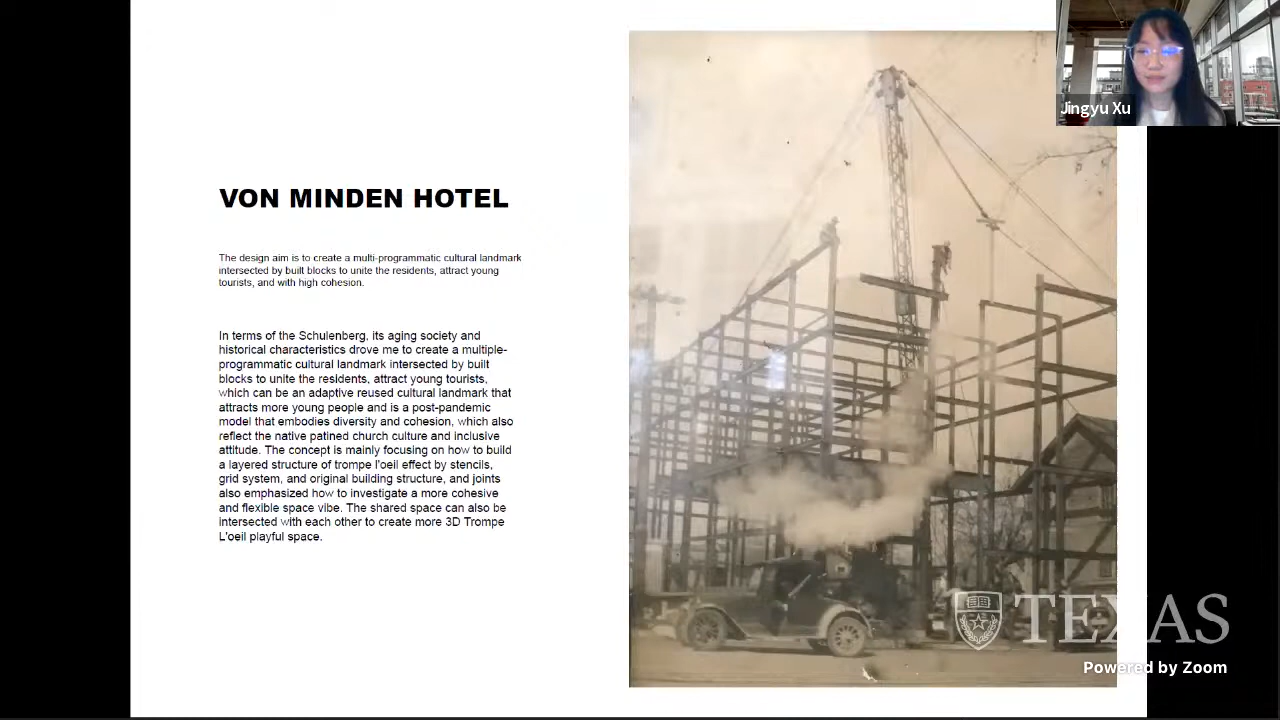 Jingyu Xu
VON MINDEN HOTEL
The design aim is to create a multi-programmatic cultural landmark
intersected by built blocks to unite the residents, attract young
tourists, and with high cohesion.
In terms of the Schulenberg, its aging society and
historical characteristics drove me to create a multiple-
programmatic cultural landmark intersected by built
blocks to unite the residents, attract young tourists,
which can be an adaptive reused cultural landmark that
attracts more young people and is a post-pandemic
model that embodies diversity and cohesion, which also
reflect the native patined church culture and inclusive
attitude. The concept is mainly focusing on how to build
a layered structure of trompe l'oeil effect by stencils,
grid system, and original building structure, and joints
also emphasized how to investigate a more cohesive
and flexible space vibe. The shared space can also be
intersected with each other to create more 3D Trompe
L'oeil playful space.
TEXAS
Powered by Zoom